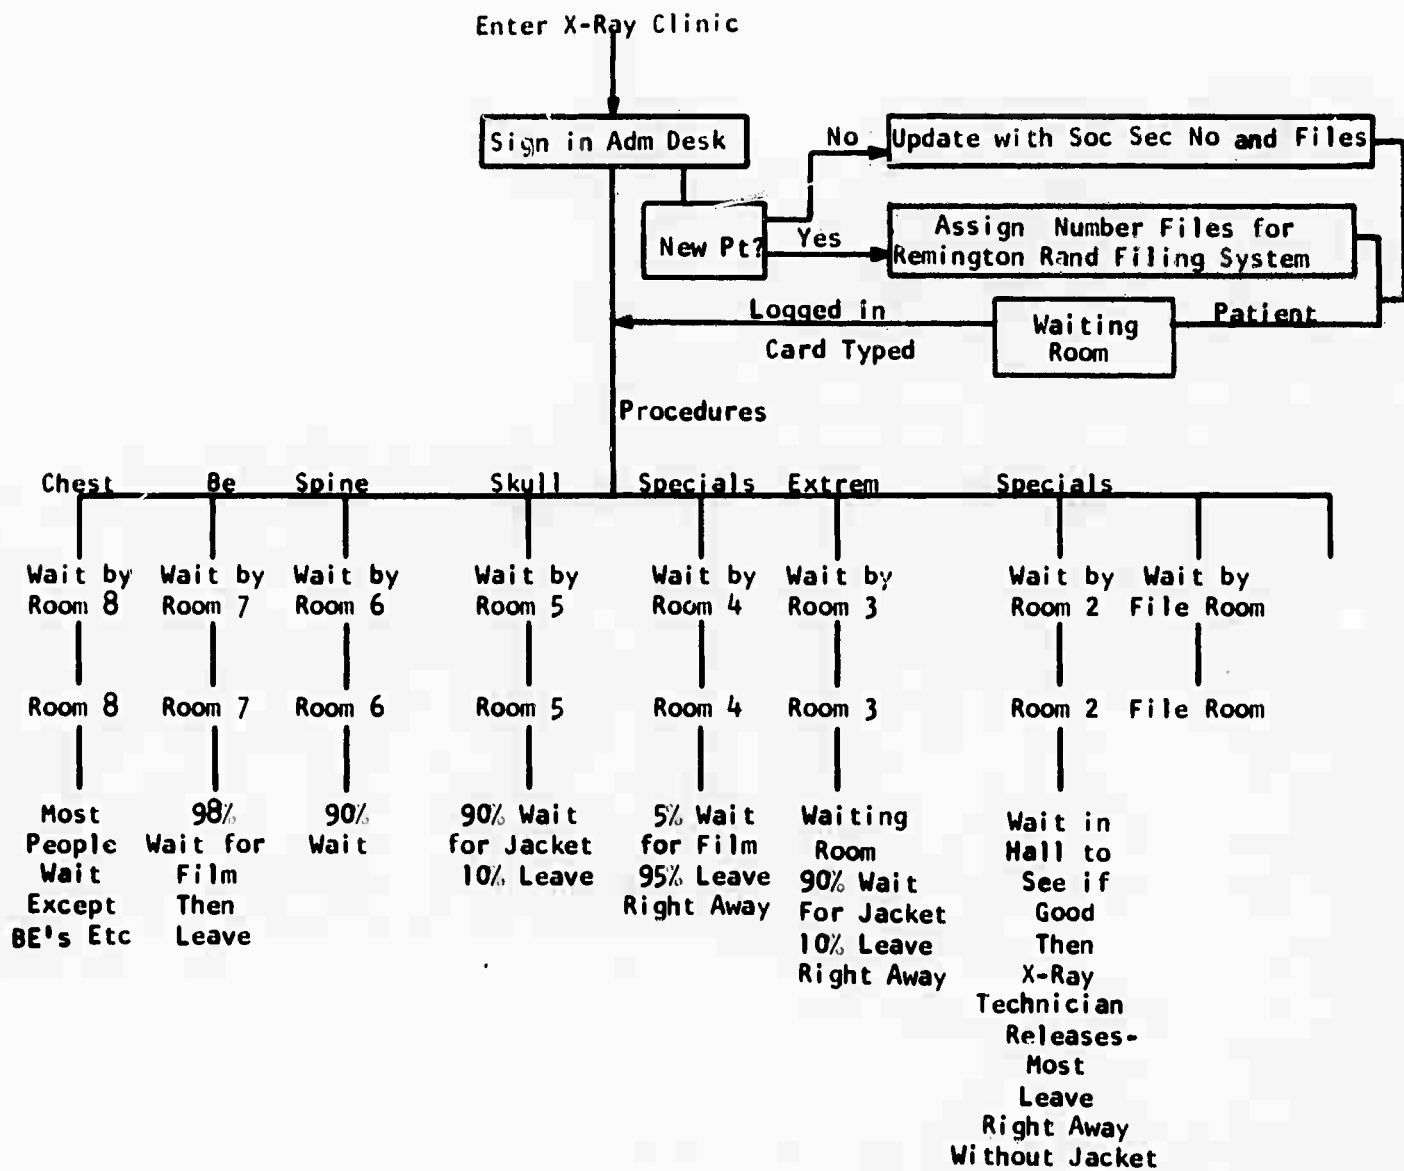 Enter X-Ray Clinic
Sign in Adm Desk
No
Update with Soc Sec No and Files
New Pt?
Yes
Assign Number Files for
Remington Rand Filing System
Logged in
Card Typed
Waiting
Room
Patient
Procedures
Chest
Be
Spine
Skull
Specials
Extrem
Specials
Wait by
Room 8
Wait by
Room 7
Wait by
Room 6
Wait by
Room 5
Wait by
Room 4
Wait by
Room 3
Wait by
Room 2
Wait by
File Room
Room 8
Room 7
Room 6
Room 5
Room 4
Room 3
Room 2
File Room
Most
People
Wait
Except
BE's Etc
98%
Wait for
Film
Then
Leave
90%
Wait
90% Wait
for Jacket
10% Leave
5% Wait
for Film
95% Leave
Right Away
Waiting
Room
90% Wait
For Jacket
10% Leave
Right Away
Wait in
Hall to
See if
Good
Then
X-Ray
Technician
Releases-
Most
Leave
Right Away
Without Jacket